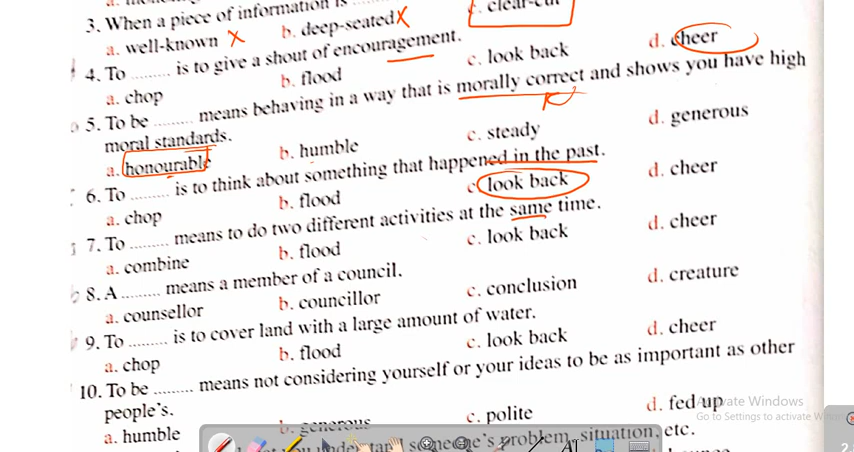 3. When a piece of information is ........
a. well-known b. deep-seated c. clear-cut
4. To ......... is to give a shout of encouragement.
a. chop b. flood c. look back d. cheer
5. To be ......... means behaving in a way that is morally correct and shows you have high
moral standards.
a. honourable b. humble c. steady d. generous
6. To ......... is to think about something that happened in the past.
a. chop b. flood c. look back d. cheer
7. To ......... means to do two different activities at the same time.
a. combine b. flood c. look back d. cheer
8. A ......... means a member of a council.
a. counsellor b. councillor c. conclusion d. creature
9. To ......... is to cover land with a large amount of water.
a. chop b. flood c. look back d. cheer
10. To be ......... means not considering yourself or your ideas to be as important as other
people's.
a. humble b. generous c. polite d. fed up
someone's problem, situation, etc.
Activate Windows
Go to Settings to activate